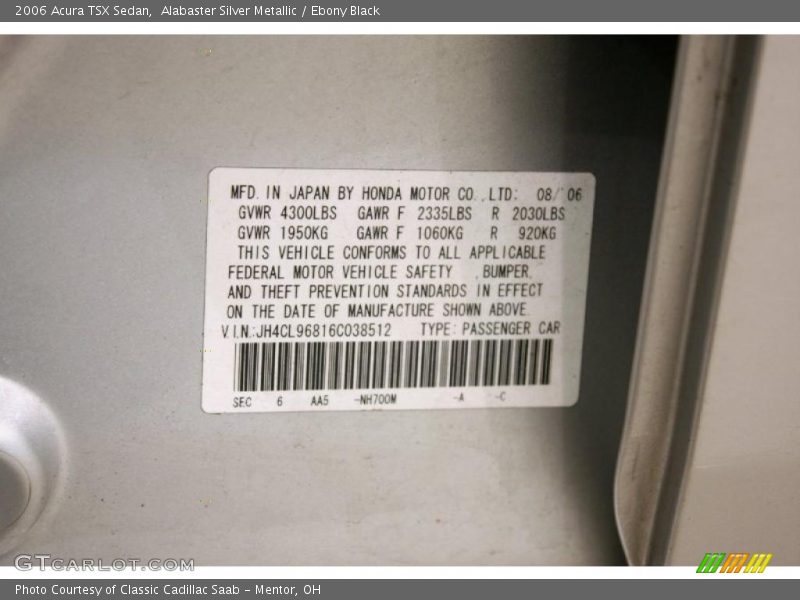 2006 Acura TSX Sedan,  Alabaster Silver Metallic / Ebony Black
MFD. IN JAPAN BY HONDA MOTOR CO.,LTD: 08/'06
GVWR 4300LBS GAWR F 2335LBS R 2030LBS
GVWR 1950KG GAWR F 1060KG R 920KG
THIS VEHICLE CONFORMS TO ALL APPLICABLE
FEDERAL MOTOR VEHICLE SAFETY ,BUMPER,
AND THEFT PREVENTION STANDARDS IN EFFECT
ON THE DATE OF MANUFACTURE SHOWN ABOVE.
V.I.N.:JH4CL96816C038512 TYPE: PASSENGER CAR
SEC 6 AA5 -NH700M -A -C
GTCARLOT.COM
Photo Courtesy of Classic Cadillac Saab - Mentor, OH